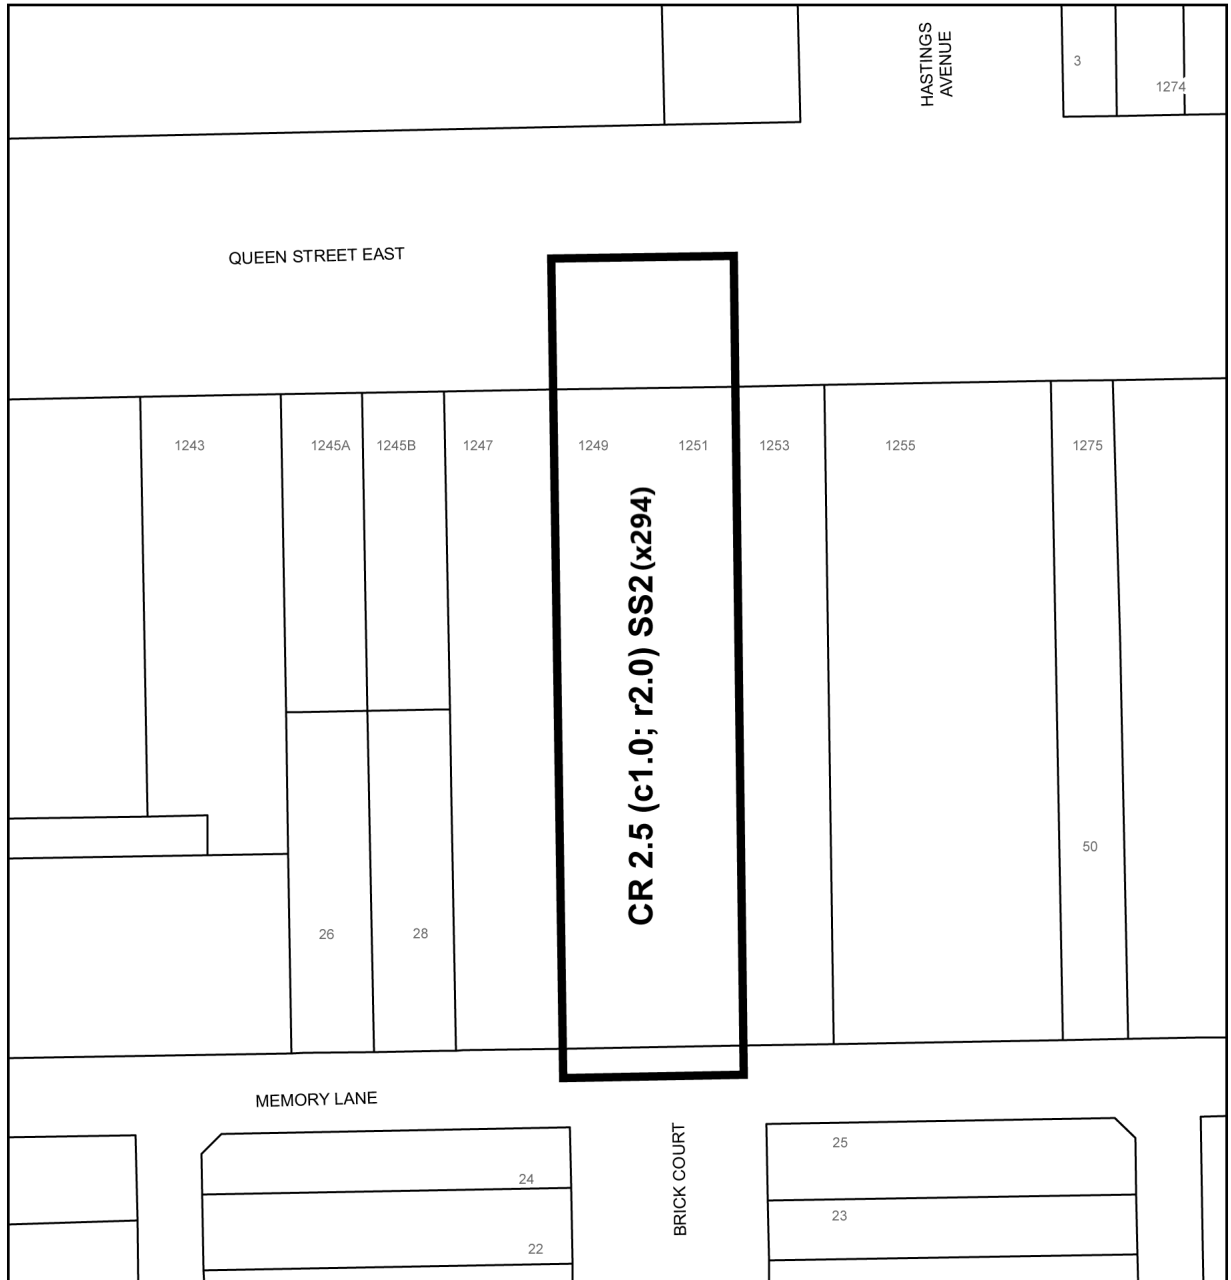 HASTINGS
AVENUE
3
1274
QUEEN STREET EAST
1243
1245A
1245B
1247
1249
1251
1253
1255
1275
CR 2.5 (c1.0; r2.0) SS2 (x294)
50
26
28
MEMORY LANE
BRICK COURT
25
24
23
22